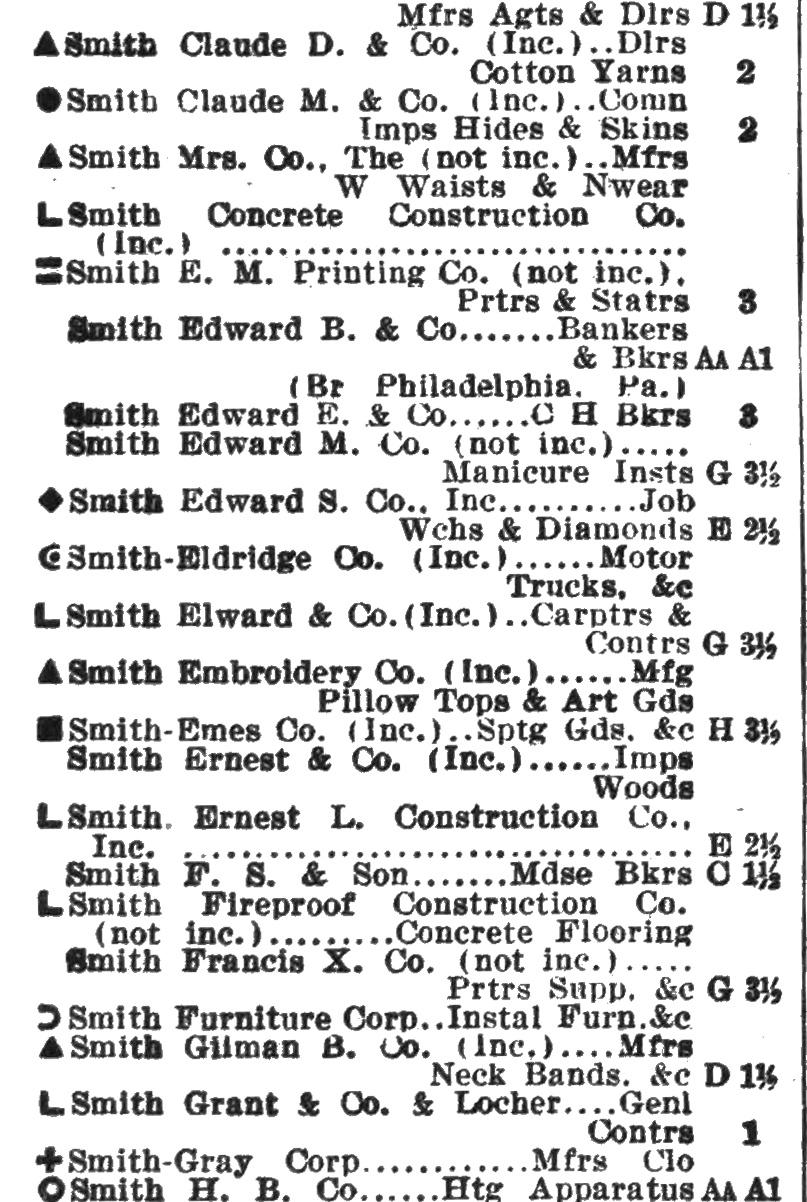 Mfrs Agts & Dlrs D 1½
▲Smith Claude D. & Co. (Inc.)..Dlrs
Cotton Yarns 2
●Smith Claude M. & Co. (Inc.)..Comn
Imps Hides & Skins 2
▲Smith Mrs. Co., The (not inc.)..Mfrs
W Waists & Nwear
L Smith Concrete Construction Co.
(Inc.) .................................
Smith E. M. Printing Co. (not inc.),
Prtrs & Statrs 3
Smith Edward B. & Co.......Bankers
& Bkrs AA A1
(Br Philadelphia, Pa.)
Smith Edward E. & Co......C H Bkrs 3
Smith Edward M. Co. (not inc.).....
Manicure Insts G 3½
◆Smith Edward S. Co., Inc..........Job
Wchs & Diamonds E 2½
Smith-Eldridge Co. (Inc.)......Motor
Trucks, &c
L Smith Elward & Co.(Inc.)..Carptrs &
Contrs G 3½
▲Smith Embroidery Co. (Inc.)......Mfg
Pillow Tops & Art Gds
■Smith-Emes Co. (Inc.)..Sptg Gds, &c H 3½
Smith Ernest & Co. (Inc.)......Imps
Woods
L Smith, Ernest L. Construction Co.,
Inc. .................................... E 2½
Smith F. S. & Son.......Mdse Bkrs C 1½
L Smith Fireproof Construction Co.
(not inc.).........Concrete Flooring
Smith Francis X. Co. (not inc.).....
Prtrs Supp, &c G 3½
Smith Furniture Corp..Instal Furn.&c
▲Smith Gilman B. Co. (Inc.)....Mfrs
Neck Bands, &c D 1½
L Smith Grant & Co. & Locher....Genl
Contrs 1
✚Smith-Gray Corp............Mfrs Clo
Smith H. B. Co......Htg Apparatus AA A1